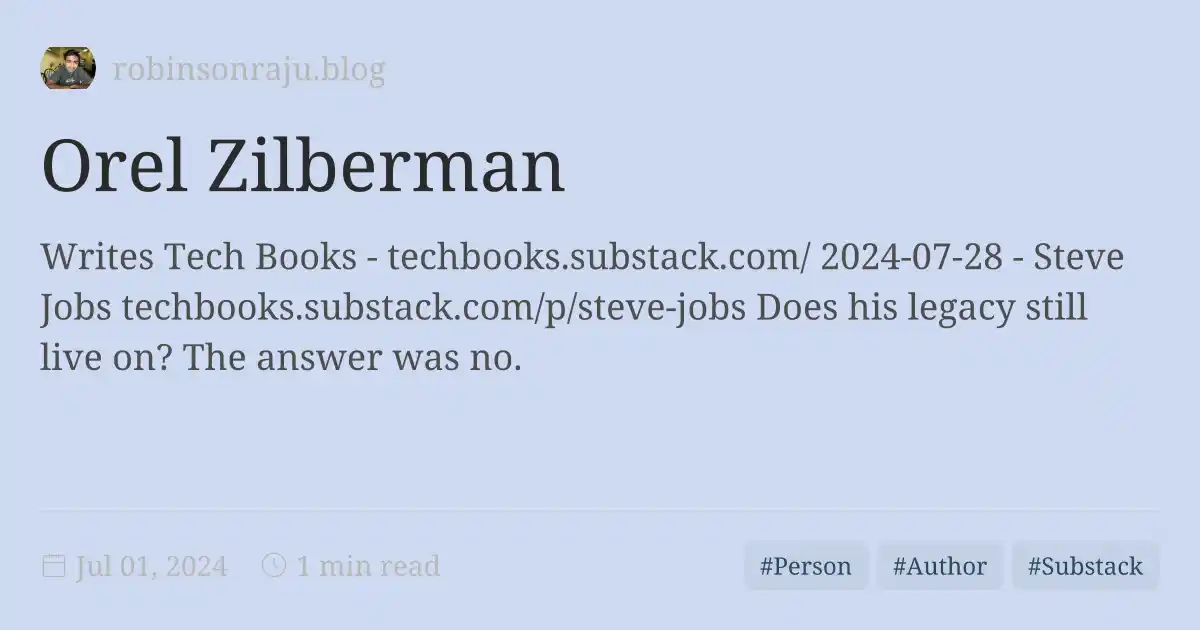 robinsonraju.blog
Orel Zilberman
Writes Tech Books - techbooks.substack.com/ 2024-07-28 - Steve
Jobs techbooks.substack.com/p/steve-jobs Does his legacy still
live on? The answer was no.
Jul 01, 2024 1 min read #Person #Author #Substack